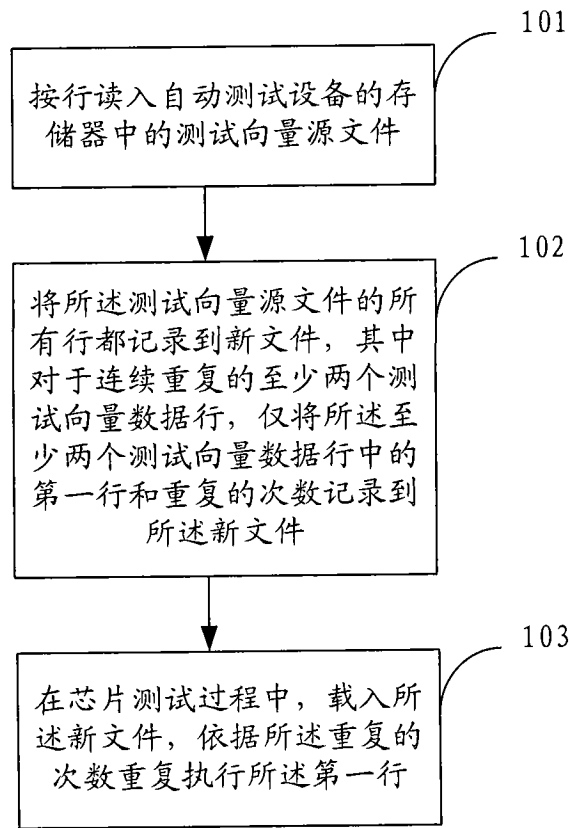 101
按行读入自动测试设备的存
储器中的测试向量源文件
102
将所述测试向量源文件的所
有行都记录到新文件，其中
对于连续重复的至少两个测
试向量数据行，仅将所述至
少两个测试向量数据行中的
第一行和重复的次数记录到
所述新文件
103
在芯片测试过程中，载入所
述新文件，依据所述重复的
次数重复执行所述第一行